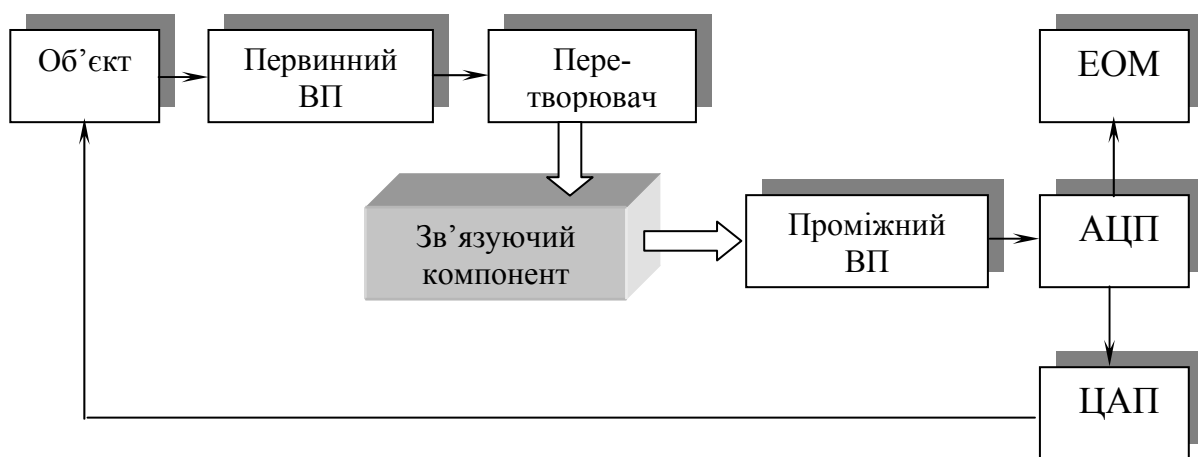 Об’єкт
Первинний
ВП
Пере-
творювач
ЕОМ
Зв’язуючий
компонент
Проміжний
ВП
АЦП
ЦАП